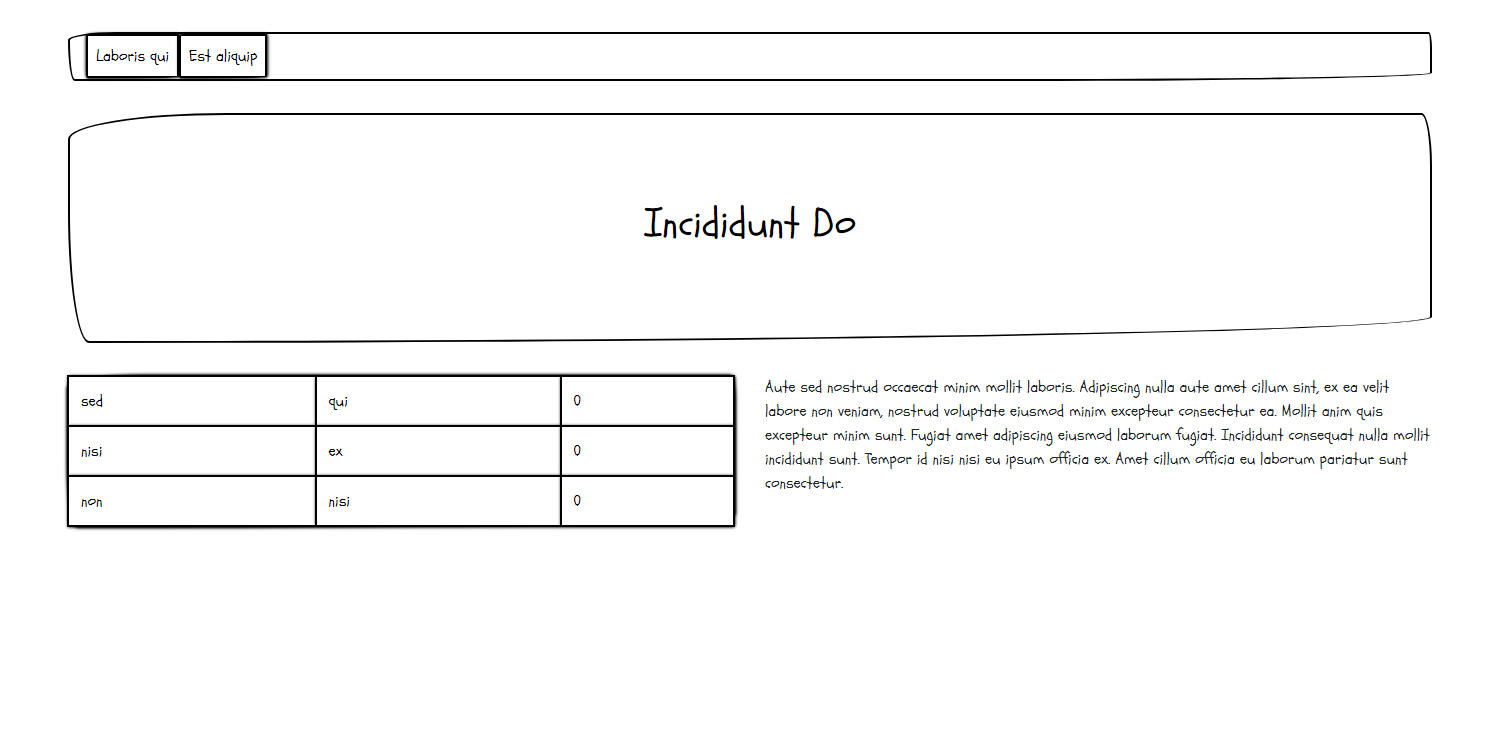 Laboris qui Est aliquip
Incididunt Do
sed qui 0
nisi ex 0
non nisi 0
Aute sed nostrud occaecat minim mollit laboris. Adipiscing nulla aute amet cillum sint, ex ea velit
labore non veniam, nostrud voluptate eiusmod minim excepteur consectetur ea. Mollit anim quis
excepteur minim sunt. Fugiat amet adipiscing eiusmod laborum fugiat. Incididunt consequat nulla mollit
incididunt sunt. Tempor id nisi nisi eu ipsum officia ex. Amet cillum officia eu laborum pariatur sunt
consectetur.